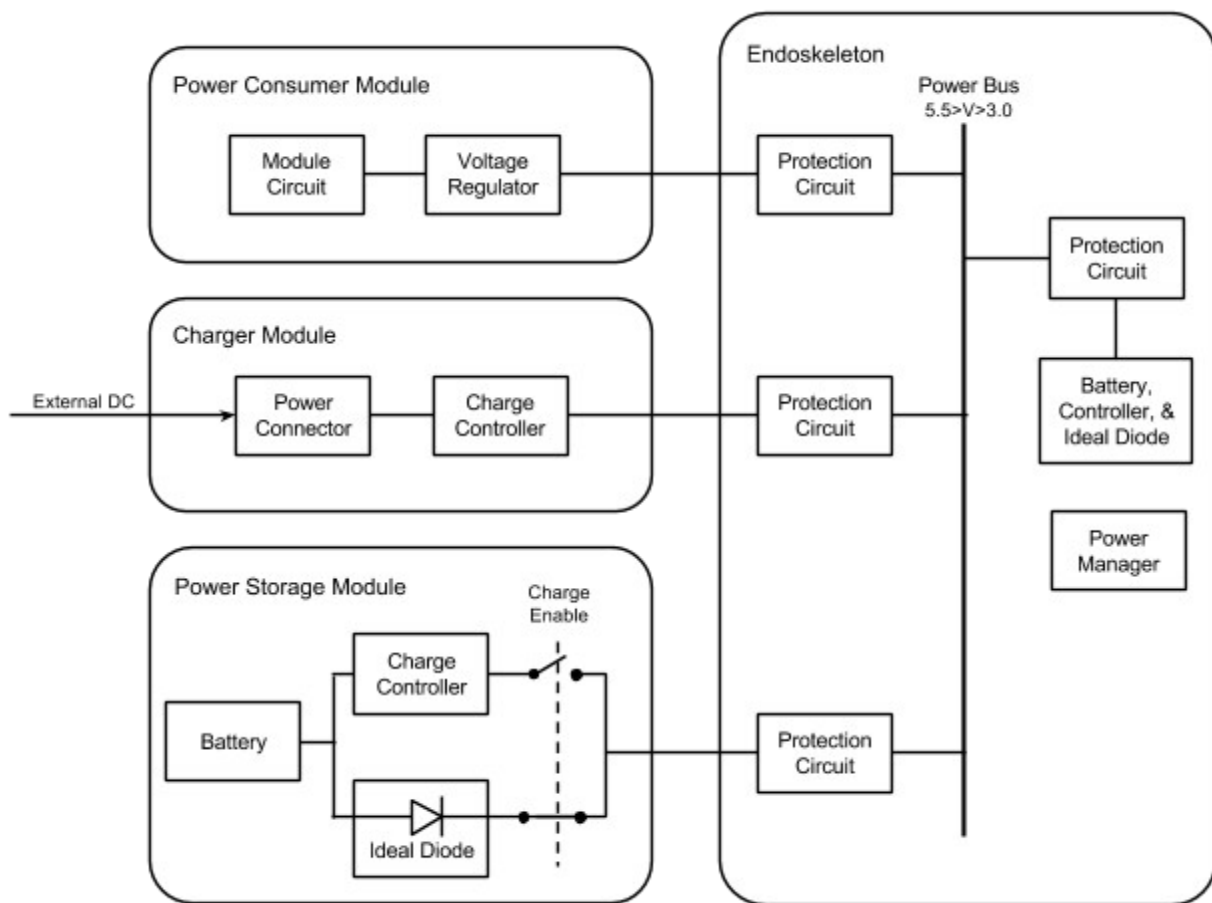 Power Consumer Module
Module
Circuit
Voltage
Regulator
Charger Module
External DC
Power
Connector
Charge
Controller
Power Storage Module
Charge
Enable
Charge
Controller
Battery
Ideal Diode
Endoskeleton
Power Bus
5.5>V>3.0
Protection
Circuit
Protection
Circuit
Protection
Circuit
Protection
Circuit
Battery,
Controller, &
Ideal Diode
Power
Manager